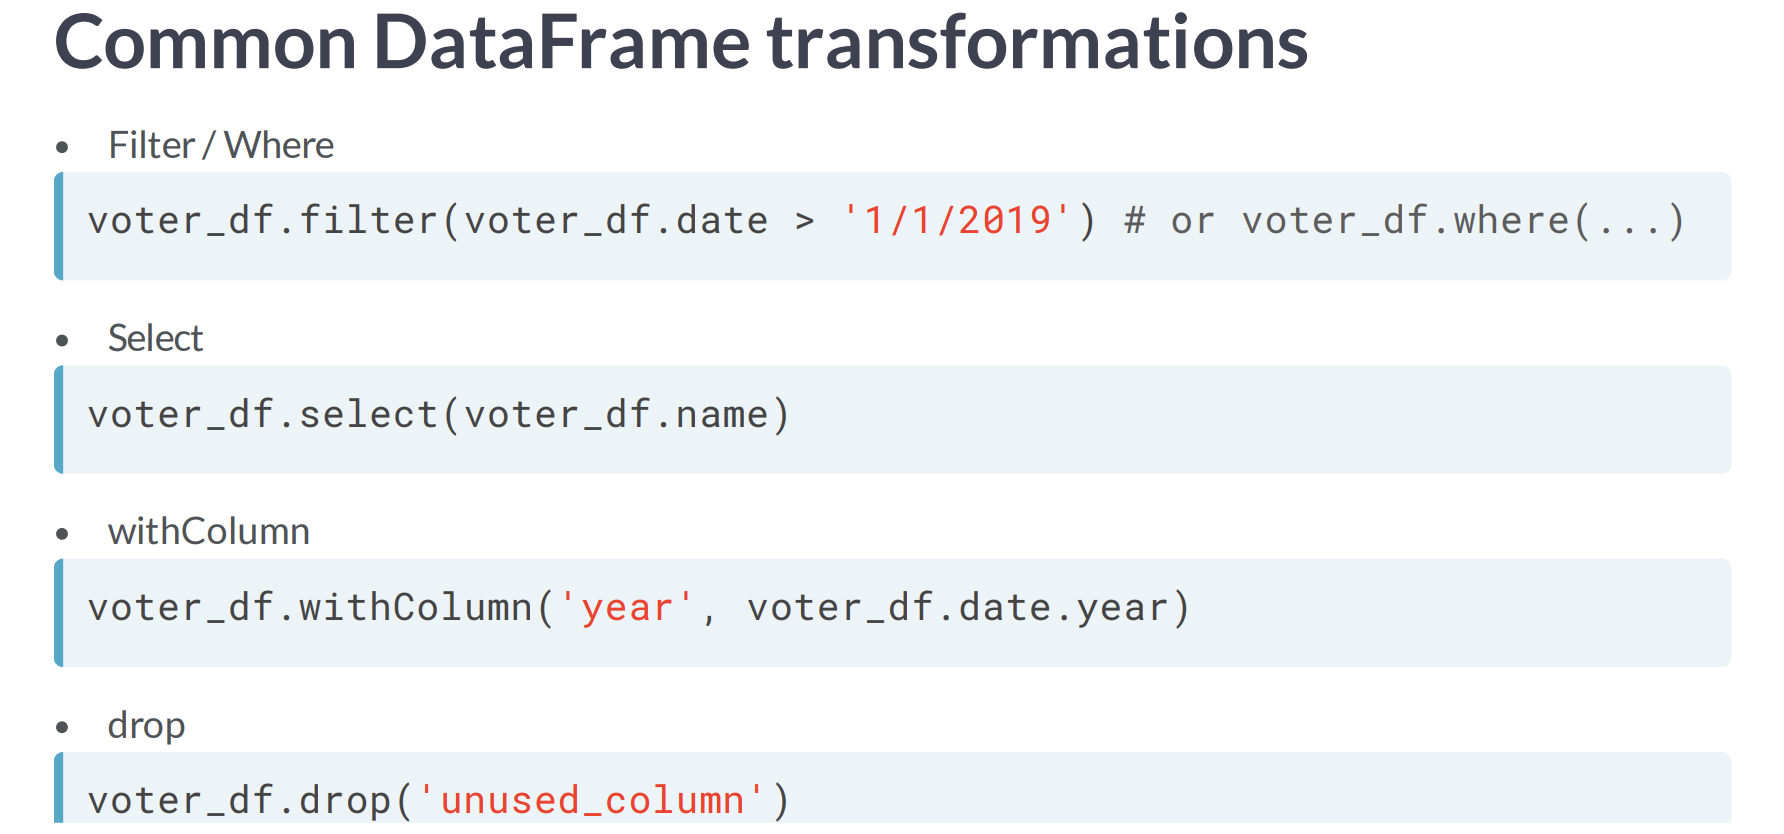 Common DataFrame transformations
• Filter / Where
voter_df.filter(voter_df.date > '1/1/2019') # or voter_df.where(...)
• Select
voter_df.select(voter_df.name)
• withColumn
voter_df.withColumn('year', voter_df.date.year)
• drop
voter_df.drop('unused_column')